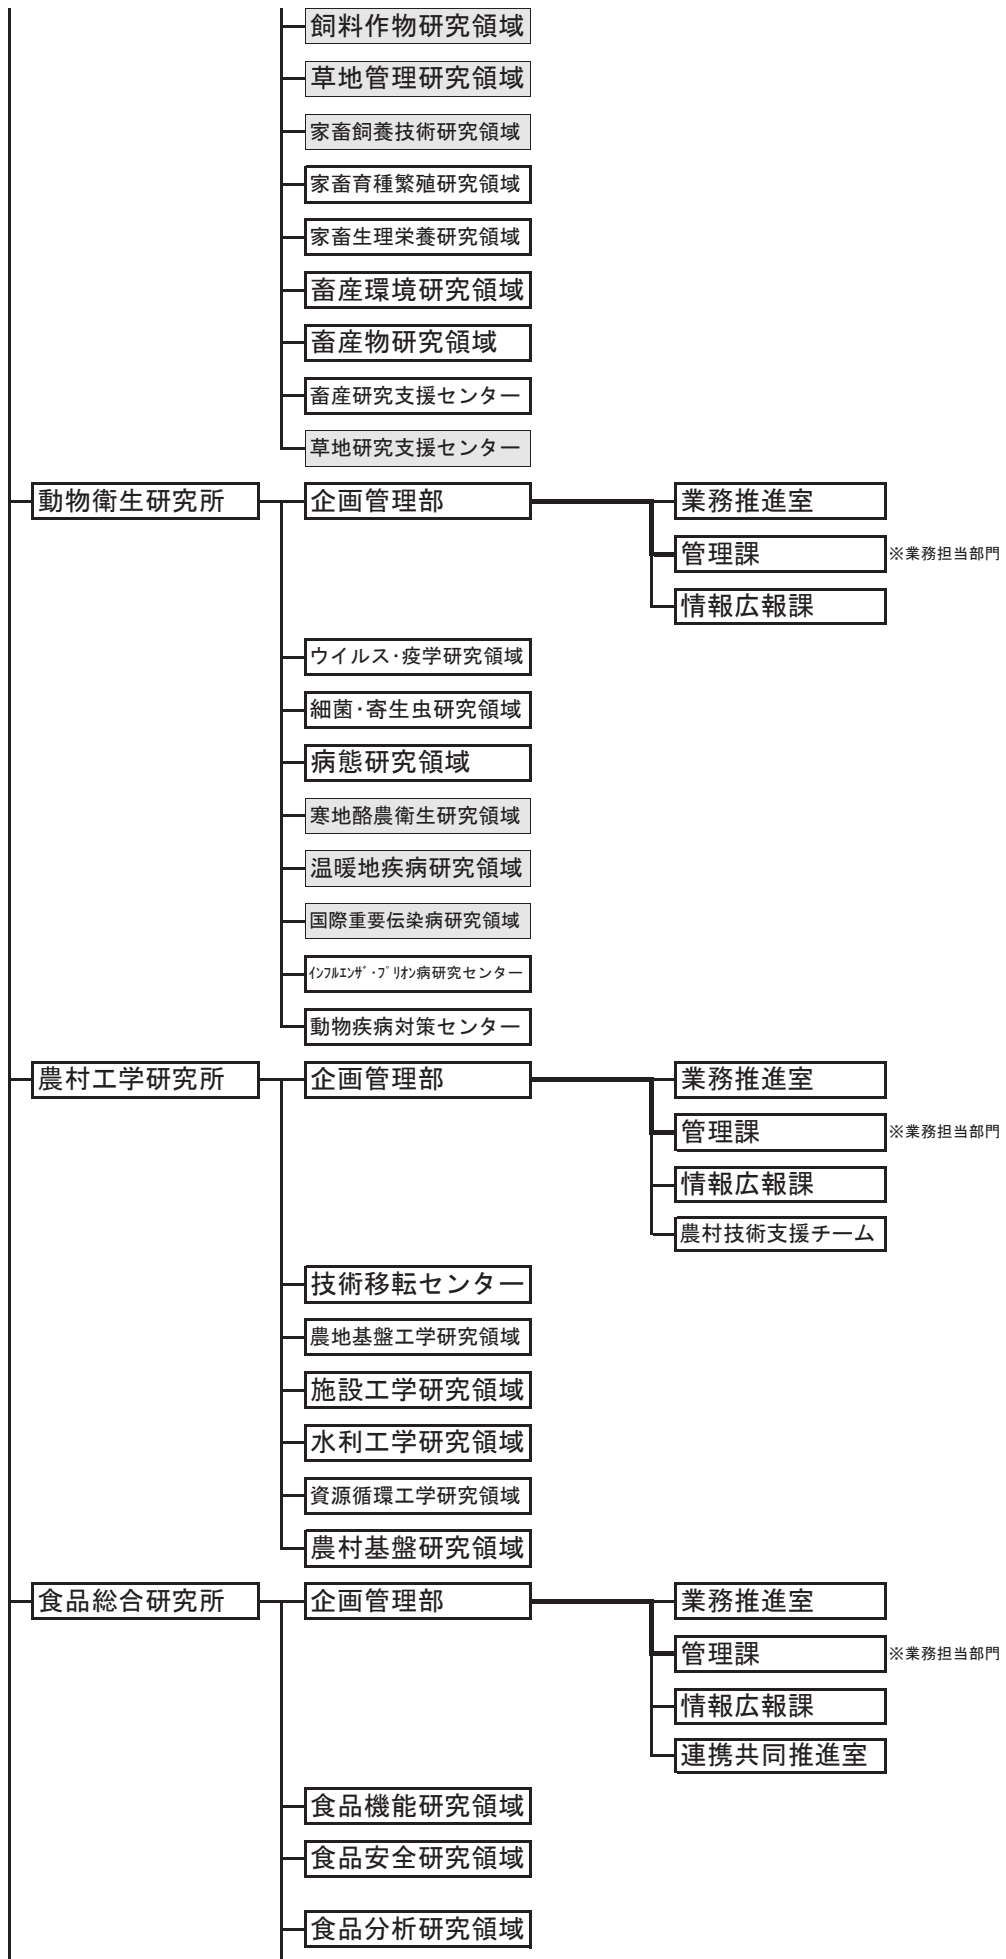 飼料作物研究領域
草地管理研究領域
家畜飼養技術研究領域
家畜育種繁殖研究領域
家畜生理栄養研究領域
畜産環境研究領域
畜産物研究領域
畜産研究支援センター
草地研究支援センター
動物衛生研究所 企画管理部 業務推進室
管理課 ※業務担当部門
情報広報課
ウイルス・疫学研究領域
細菌・寄生虫研究領域
病態研究領域
寒地酪農衛生研究領域
温暖地疾病研究領域
国際重要伝染病研究領域
ｲﾝﾌﾙｴﾝｻﾞ・ﾌﾟﾘｵﾝ病研究センター
動物疾病対策センター
農村工学研究所 企画管理部 業務推進室
管理課 ※業務担当部門
情報広報課
農村技術支援チーム
技術移転センター
農地基盤工学研究領域
施設工学研究領域
水利工学研究領域
資源循環工学研究領域
農村基盤研究領域
食品総合研究所 企画管理部 業務推進室
管理課 ※業務担当部門
情報広報課
連携共同推進室
食品機能研究領域
食品安全研究領域
食品分析研究領域